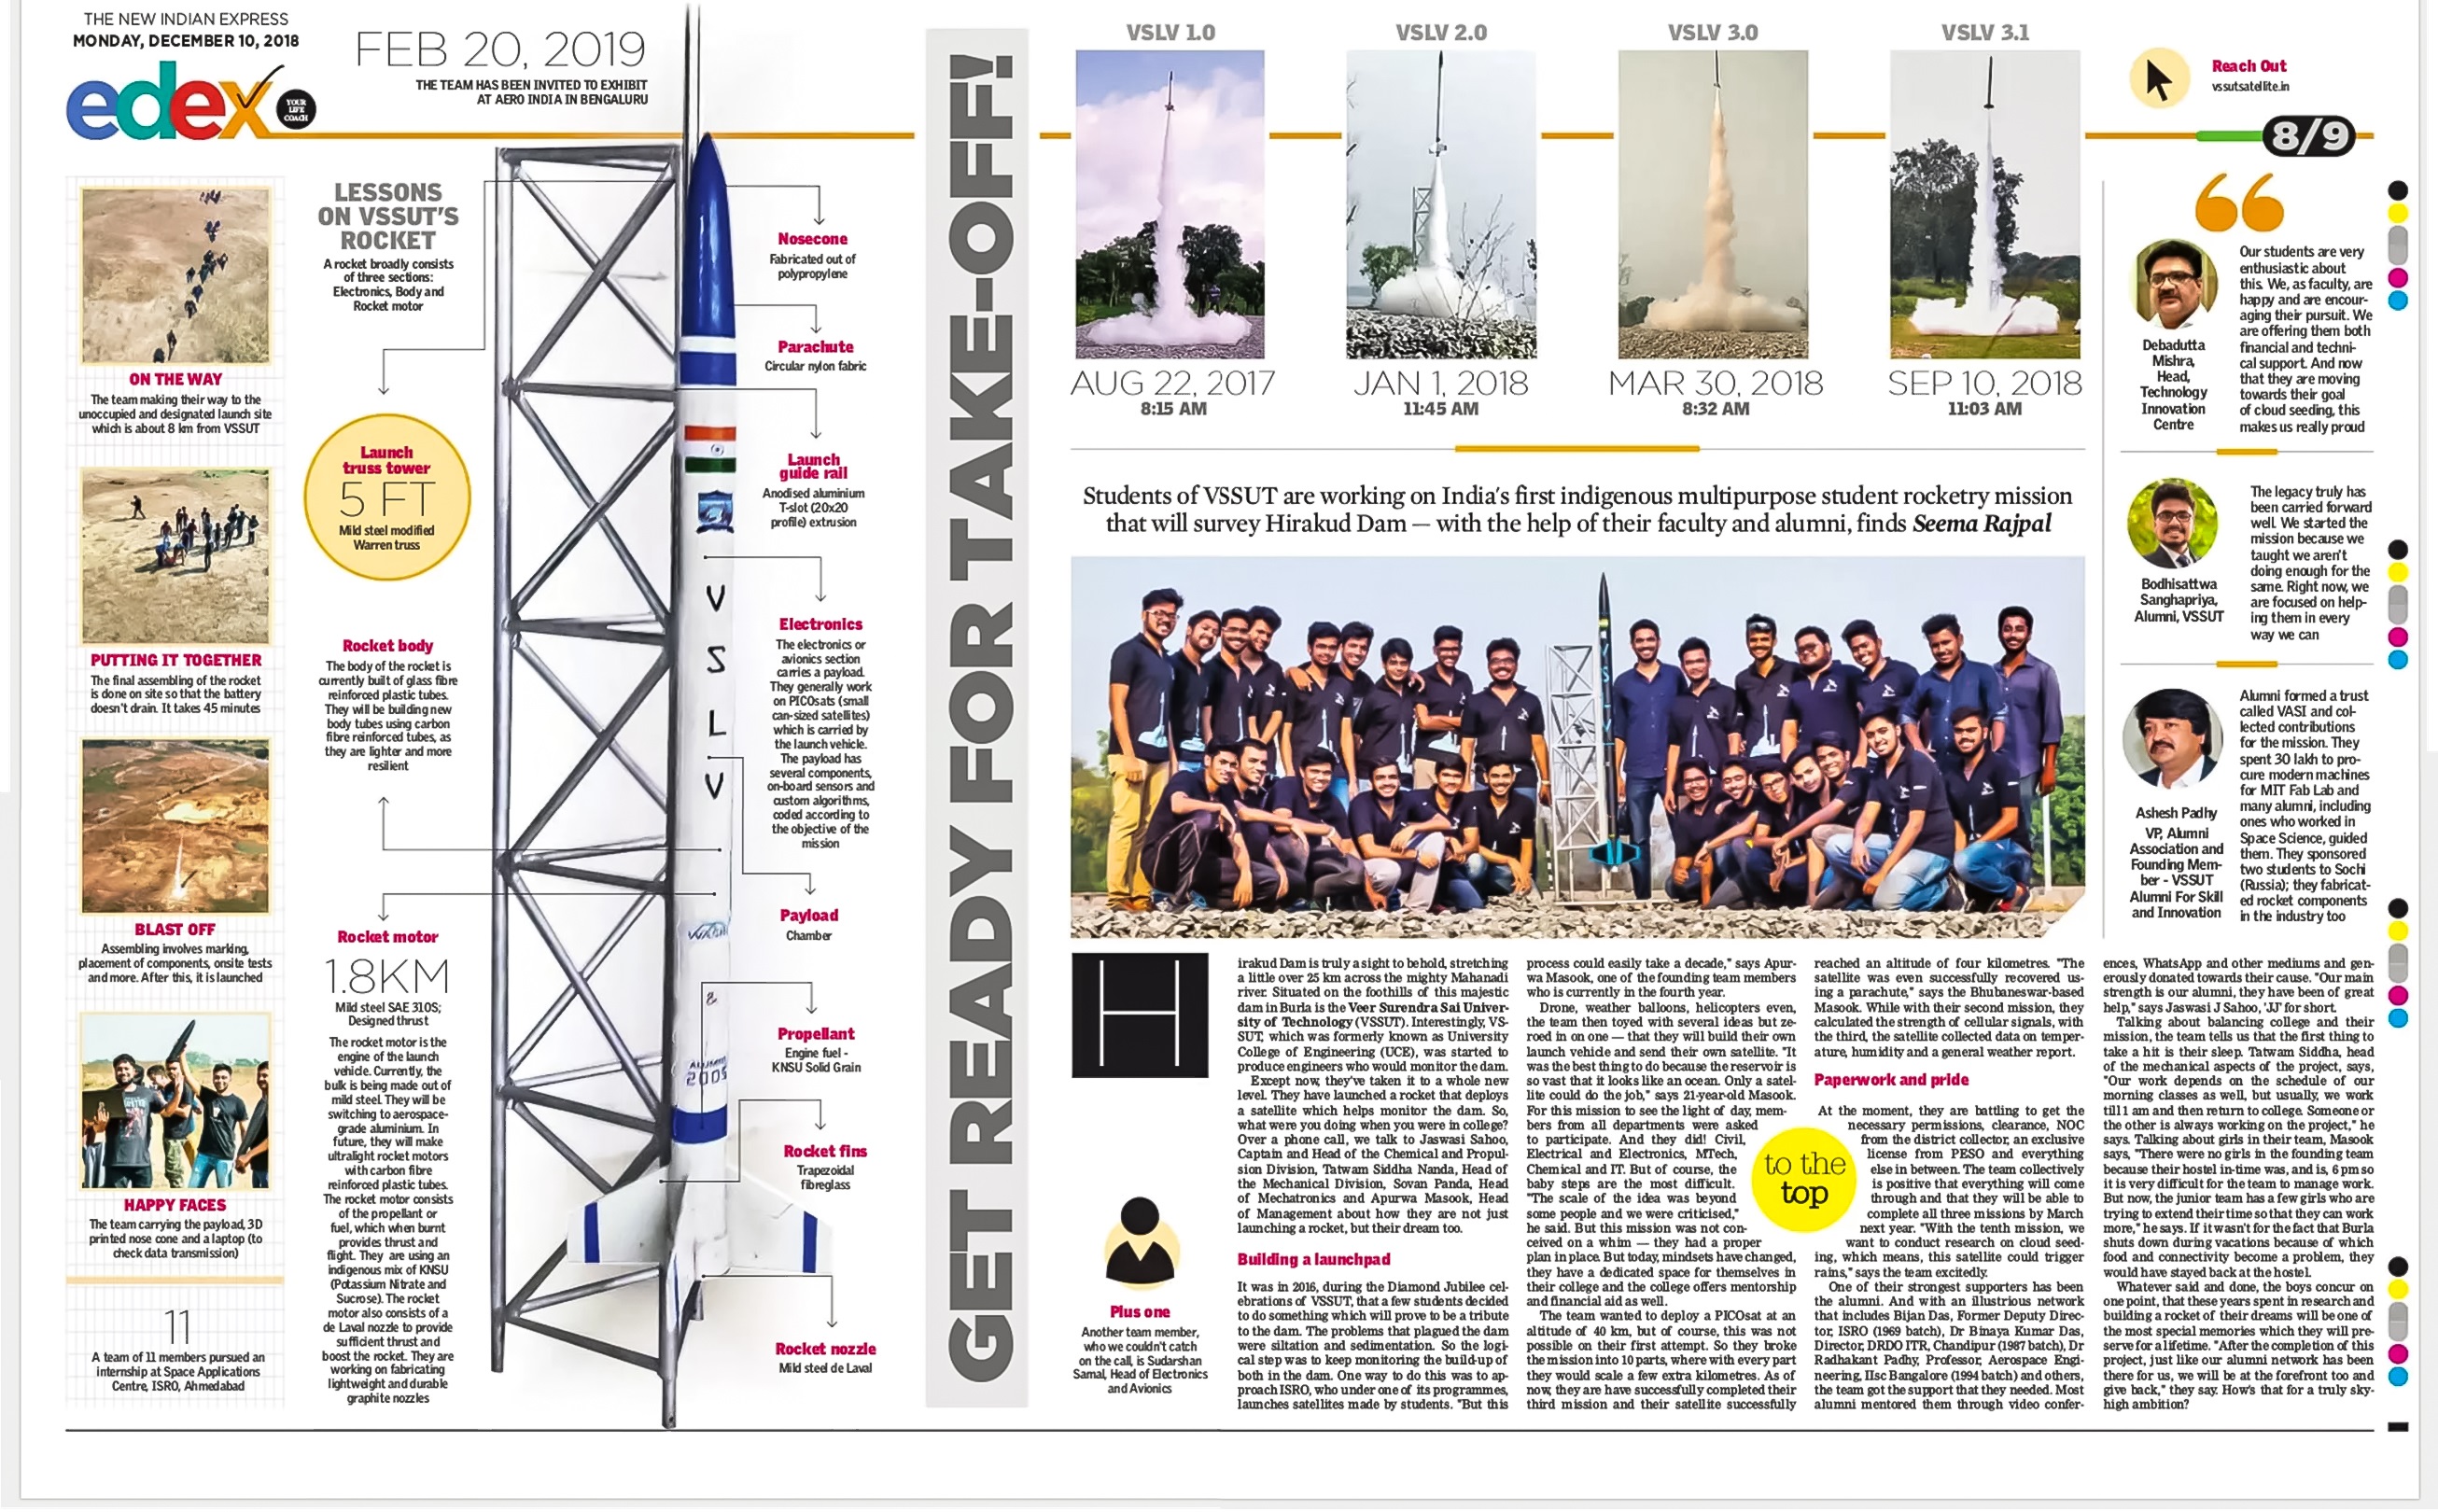 THE NEW INDIAN EXPRESS
MONDAY, DECEMBER 10, 2018
edex
YOUR
LIFE
COACH
FEB 20, 2019
THE TEAM HAS BEEN INVITED TO EXHIBIT
AT AERO INDIA IN BENGALURU
ON THE WAY
The team making their way to the
unoccupied and designated launch site
which is about 8 km from VSSUT
PUTTING IT TOGETHER
The final assembling of the rocket
is done on site so that the battery
doesn't drain. It takes 45 minutes
BLAST OFF
Assembling involves marking,
placement of components, onsite tests
and more. After this, it is launched
HAPPY FACES
The team carrying the payload, 3D
printed nose cone and a laptop (to
check data transmission)
11
A team of 11 members pursued an
internship at Space Applications
Centre, ISRO, Ahmedabad
LESSONS
ON VSSUT'S
ROCKET
A rocket broadly consists
of three sections:
Electronics, Body and
Rocket motor
Launch
truss tower
5 FT
Mild steel modified
Warren truss
Rocket body
The body of the rocket is
currently built of glass fibre
reinforced plastic tubes.
They will be building new
body tubes using carbon
fibre reinforced tubes, as
they are lighter and more
resilient
Rocket motor
1.8KM
Mild steel SAE 310S;
Designed thrust
The rocket motor is the
engine of the launch
vehicle. Currently, the
bulk is being made out of
mild steel. They will be
switching to aerospace-
grade aluminium. In
future, they will make
ultralight rocket motors
with carbon fibre
reinforced plastic tubes.
The rocket motor consists
of the propellant or
fuel, which when burnt
provides thrust and
flight. They are using an
indigenous mix of KNSU
(Potassium Nitrate and
Sucrose). The rocket
motor also consists of a
de Laval nozzle to provide
sufficient thrust and
boost the rocket. They are
working on fabricating
lightweight and durable
graphite nozzles
V
S
L
V
&
2005
Nosecone
Fabricated out of
polypropylene
Parachute
Circular nylon fabric
Launch
guide rail
Anodised aluminium
T-slot (20x20
profile) extrusion
Electronics
The electronics or
avionics section
carries a payload.
They generally work
on PICOsats (small
can-sized satellites)
which is carried by
the launch vehicle.
The payload has
several components,
on-board sensors and
custom algorithms,
coded according to
the objective of the
mission
Payload
Chamber
Propellant
Engine fuel -
KNSU Solid Grain
Rocket fins
Trapezoidal
fibreglass
Rocket nozzle
Mild steel de Laval
GET READY FOR TAKE-OFF!
VSLV 1.0
AUG 22, 2017
8:15 AM
VSLV 2.0
JAN 1, 2018
11:45 AM
VSLV 3.0
MAR 30, 2018
8:32 AM
VSLV 3.1
SEP 10, 2018
11:03 AM
Reach Out
vssutsatellite.in
8/9
Students of VSSUT are working on India's first indigenous multipurpose student rocketry mission
that will survey Hirakud Dam — with the help of their faculty and alumni, finds Seema Rajpal
Plus one
Another team member,
who we couldn't catch
on the call, is Sudarshan
Samal, Head of Electronics
and Avionics
H
irakud Dam is truly a sight to behold, stretching
a little over 25 km across the mighty Mahanadi
river. Situated on the foothills of this majestic
dam in Burla is the Veer Surendra Sai Univer-
sity of Technology (VSSUT). Interestingly, VS-
SUT, which was formerly known as University
College of Engineering (UCE), was started to
produce engineers who would monitor the dam.
Except now, they've taken it to a whole new
level. They have launched a rocket that deploys
a satellite which helps monitor the dam. So,
what were you doing when you were in college?
Over a phone call, we talk to Jaswasi Sahoo,
Captain and Head of the Chemical and Propul-
sion Division, Tatwam Siddha Nanda, Head of
the Mechanical Division, Sovan Panda, Head
of Mechatronics and Apurwa Masook, Head
of Management about how they are not just
launching a rocket, but their dream too.
Building a launchpad
It was in 2016, during the Diamond Jubilee cel-
ebrations of VSSUT, that a few students decided
to do something which will prove to be a tribute
to the dam. The problems that plagued the dam
were siltation and sedimentation. So the logi-
cal step was to keep monitoring the build-up of
both in the dam. One way to do this was to ap-
proach ISRO, who under one of its programmes,
launches satellites made by students. "But this
process could easily take a decade," says Apur-
wa Masook, one of the founding team members
who is currently in the fourth year.
Drone, weather balloons, helicopters even,
the team then toyed with several ideas but ze-
roed in on one — that they will build their own
launch vehicle and send their own satellite. "It
was the best thing to do because the reservoir is
so vast that it looks like an ocean. Only a satel-
lite could do the job," says 21-year-old Masook.
For this mission to see the light of day, mem-
bers from all departments were asked
to participate. And they did! Civil,
Electrical and Electronics, MTech,
Chemical and IT. But of course, the
baby steps are the most difficult.
"The scale of the idea was beyond
some people and we were criticised,"
he said. But this mission was not con-
ceived on a whim — they had a proper
plan in place. But today, mindsets have changed,
they have a dedicated space for themselves in
their college and the college offers mentorship
and financial aid as well.
The team wanted to deploy a PICOsat at an
altitude of 40 km, but of course, this was not
possible on their first attempt. So they broke
the mission into 10 parts, where with every part
they would scale a few extra kilometres. As of
now, they are have successfully completed their
third mission and their satellite successfully
to the
top
reached an altitude of four kilometres. "The
satellite was even successfully recovered us-
ing a parachute," says the Bhubaneswar-based
Masook. While with their second mission, they
calculated the strength of cellular signals, with
the third, the satellite collected data on temper-
ature, humidity and a general weather report.
Paperwork and pride
At the moment, they are battling to get the
necessary permissions, clearance, NOC
from the district collector, an exclusive
license from PESO and everything
else in between. The team collectively
is positive that everything will come
through and that they will be able to
complete all three missions by March
next year. "With the tenth mission, we
want to conduct research on cloud seed-
ing, which means, this satellite could trigger
rains," says the team excitedly.
One of their strongest supporters has been
the alumni. And with an illustrious network
that includes Bijan Das, Former Deputy Direc-
tor, ISRO (1969 batch), Dr Binaya Kumar Das,
Director, DRDO ITR, Chandipur (1987 batch), Dr
Radhakant Padhy, Professor, Aerospace Engi-
neering, IISc Bangalore (1994 batch) and others,
the team got the support that they needed. Most
alumni mentored them through video confer-
ences, WhatsApp and other mediums and gen-
erously donated towards their cause. "Our main
strength is our alumni, they have been of great
help," says Jaswasi J Sahoo, 'JJ' for short.
Talking about balancing college and their
mission, the team tells us that the first thing to
take a hit is their sleep. Tatwam Siddha, head
of the mechanical aspects of the project, says,
"Our work depends on the schedule of our
morning classes as well, but usually, we work
till 1 am and then return to college. Someone or
the other is always working on the project," he
says. Talking about girls in their team, Masook
says, "There were no girls in the founding team
because their hostel in-time was, and is, 6 pm so
it is very difficult for the team to manage work.
But now, the junior team has a few girls who are
trying to extend their time so that they can work
more," he says. If it wasn't for the fact that Burla
shuts down during vacations because of which
food and connectivity become a problem, they
would have stayed back at the hostel.
Whatever said and done, the boys concur on
one point, that these years spent in research and
building a rocket of their dreams will be one of
the most special memories which they will pre-
serve for a lifetime. "After the completion of this
project, just like our alumni network has been
there for us, we will be at the forefront too and
give back," they say. How's that for a truly sky-
high ambition?
Debadutta
Mishra,
Head,
Technology
Innovation
Centre
Our students are very
enthusiastic about
this. We, as faculty, are
happy and are encour-
aging their pursuit. We
are offering them both
financial and techni-
cal support. And now
that they are moving
towards their goal
of cloud seeding, this
makes us really proud
Bodhisattwa
Sanghapriya,
Alumni, VSSUT
The legacy truly has
been carried forward
well. We started the
mission because we
taught we aren't
doing enough for the
same. Right now, we
are focused on help-
ing them in every
way we can
Ashesh Padhy
VP, Alumni
Association and
Founding Mem-
ber - VSSUT
Alumni For Skill
and Innovation
Alumni formed a trust
called VASI and col-
lected contributions
for the mission. They
spent 30 lakh to pro-
cure modern machines
for MIT Fab Lab and
many alumni, including
ones who worked in
Space Science, guided
them. They sponsored
two students to Sochi
(Russia); they fabricat-
ed rocket components
in the industry too